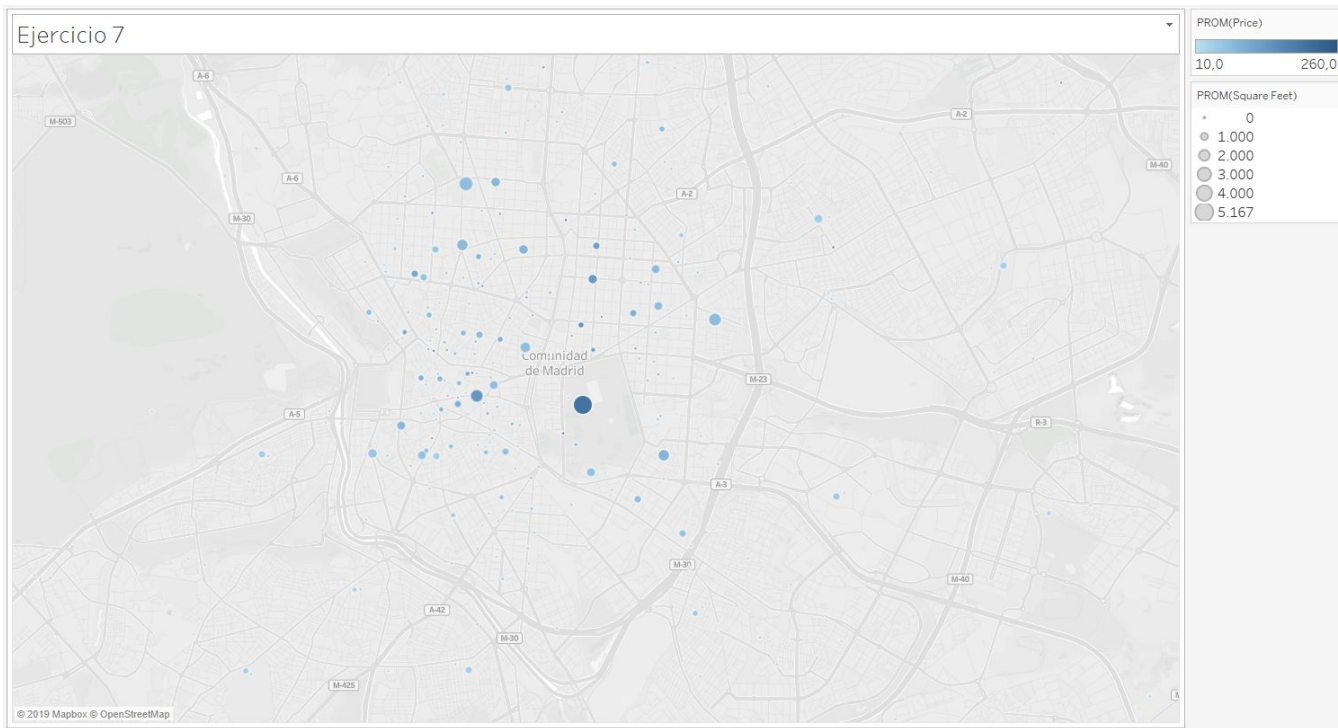 Ejercicio 7
PROM(Price)
10,0 260,0
PROM(Square Feet)
0
1.000
2.000
3.000
4.000
5.167
A-6
M-503
A-2
A-6
M-40
A-2
M-30
Comunidad
de Madrid
M-23
A-5
R-3
A-3
M-30
M-40
A-42
M-30
M-425
© 2019 Mapbox © OpenStreetMap